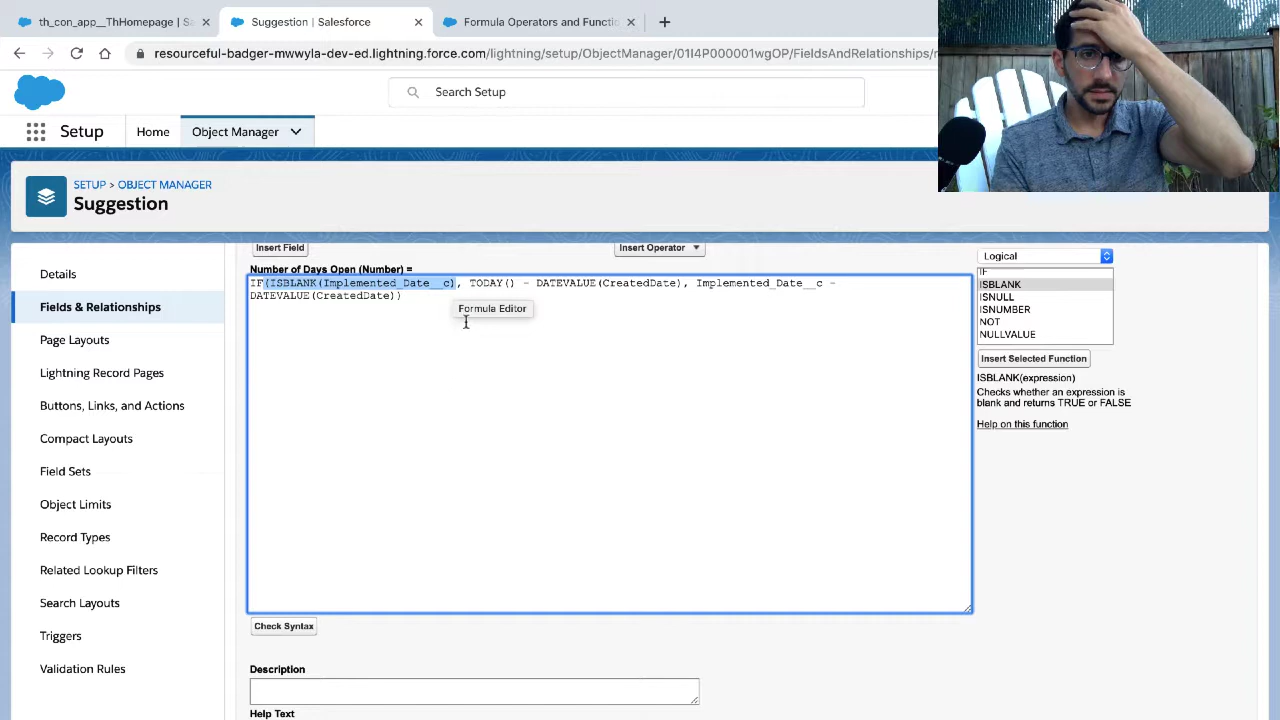 th_con_app__ThHomepage | Sa
Suggestion | Salesforce
Formula Operators and Functio
resourceful-badger-mwwyla-dev-ed.lightning.force.com/lightning/setup/ObjectManager/01I4P000001wgOP/FieldsAndRelationships/
Search Setup
Setup
Home
Object Manager
SETUP > OBJECT MANAGER
Suggestion
Details
Fields & Relationships
Page Layouts
Lightning Record Pages
Buttons, Links, and Actions
Compact Layouts
Field Sets
Object Limits
Record Types
Related Lookup Filters
Search Layouts
Triggers
Validation Rules
Insert Field
Insert Operator
Number of Days Open (Number) =
IF(ISBLANK(Implemented_Date__c), TODAY() - DATEVALUE(CreatedDate), Implemented_Date__c -
DATEVALUE(CreatedDate))
Formula Editor
Check Syntax
Description
Help Text
Logical
IF
ISBLANK
ISNULL
ISNUMBER
NOT
NULLVALUE
Insert Selected Function
ISBLANK(expression)
Checks whether an expression is
blank and returns TRUE or FALSE
Help on this function